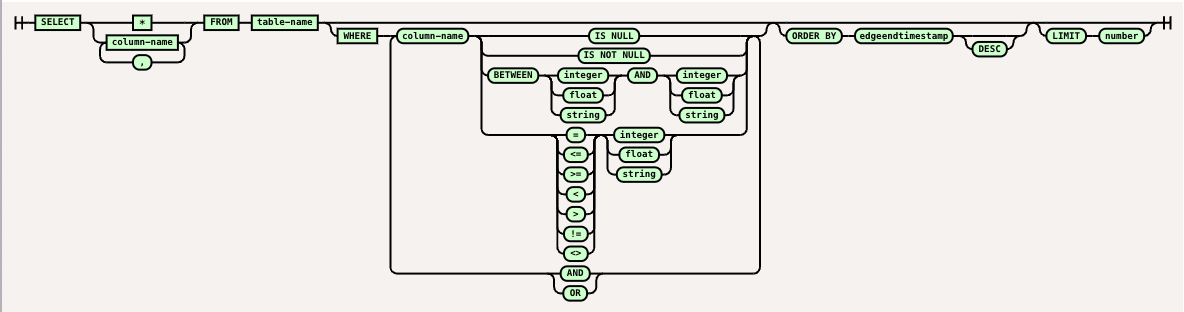 SELECT * FROM table-name
column-name
,
WHERE column-name IS NULL ORDER BY edgeendtimestamp LIMIT number
DESC
IS NOT NULL
BETWEEN integer AND integer
float float
string string
= integer
<= float
>= string
<
>
!=
<>
AND
OR